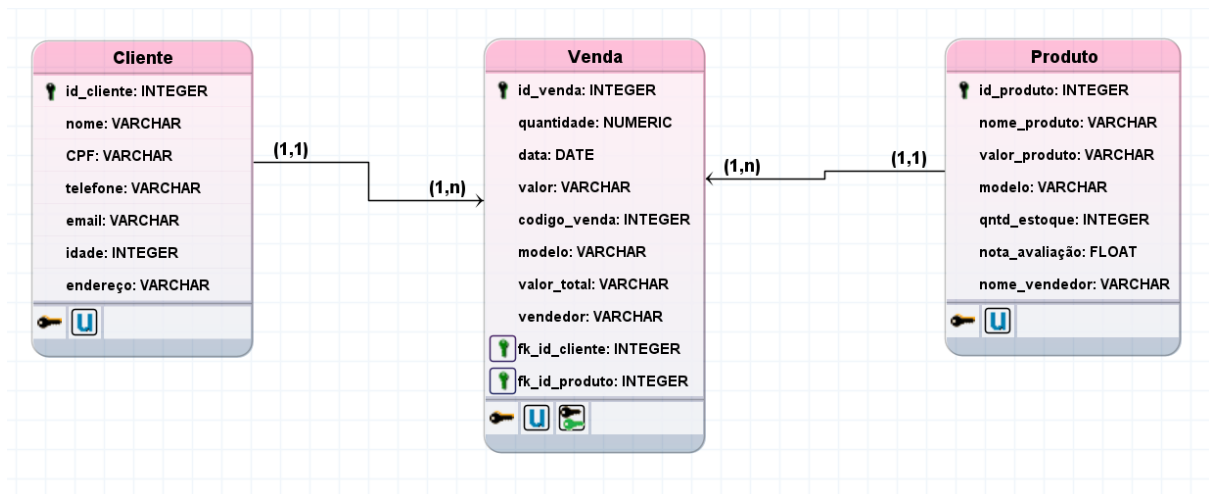 Cliente
id_cliente: INTEGER
nome: VARCHAR
CPF: VARCHAR
telefone: VARCHAR
email: VARCHAR
idade: INTEGER
endereço: VARCHAR
U
(1,1)
(1,n)
Venda
id_venda: INTEGER
quantidade: NUMERIC
data: DATE
valor: VARCHAR
codigo_venda: INTEGER
modelo: VARCHAR
valor_total: VARCHAR
vendedor: VARCHAR
fk_id_cliente: INTEGER
fk_id_produto: INTEGER
U
(1,n)
(1,1)
Produto
id_produto: INTEGER
nome_produto: VARCHAR
valor_produto: VARCHAR
modelo: VARCHAR
qntd_estoque: INTEGER
nota_avaliação: FLOAT
nome_vendedor: VARCHAR
U